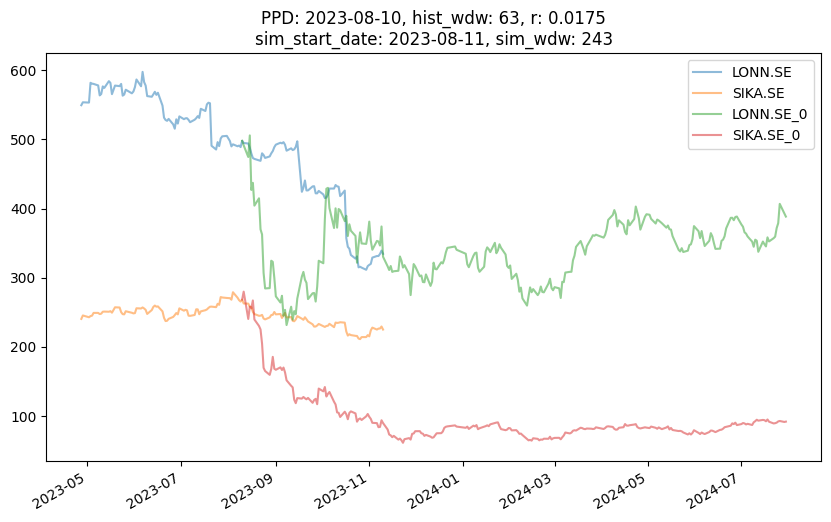 PPD: 2023-08-10, hist_wdw: 63, r: 0.0175
sim_start_date: 2023-08-11, sim_wdw: 243
LONN.SE
SIKA.SE
LONN.SE_0
SIKA.SE_0
600
500
400
300
200
100
2023-05
2023-07
2023-09
2023-11
2024-01
2024-03
2024-05
2024-07